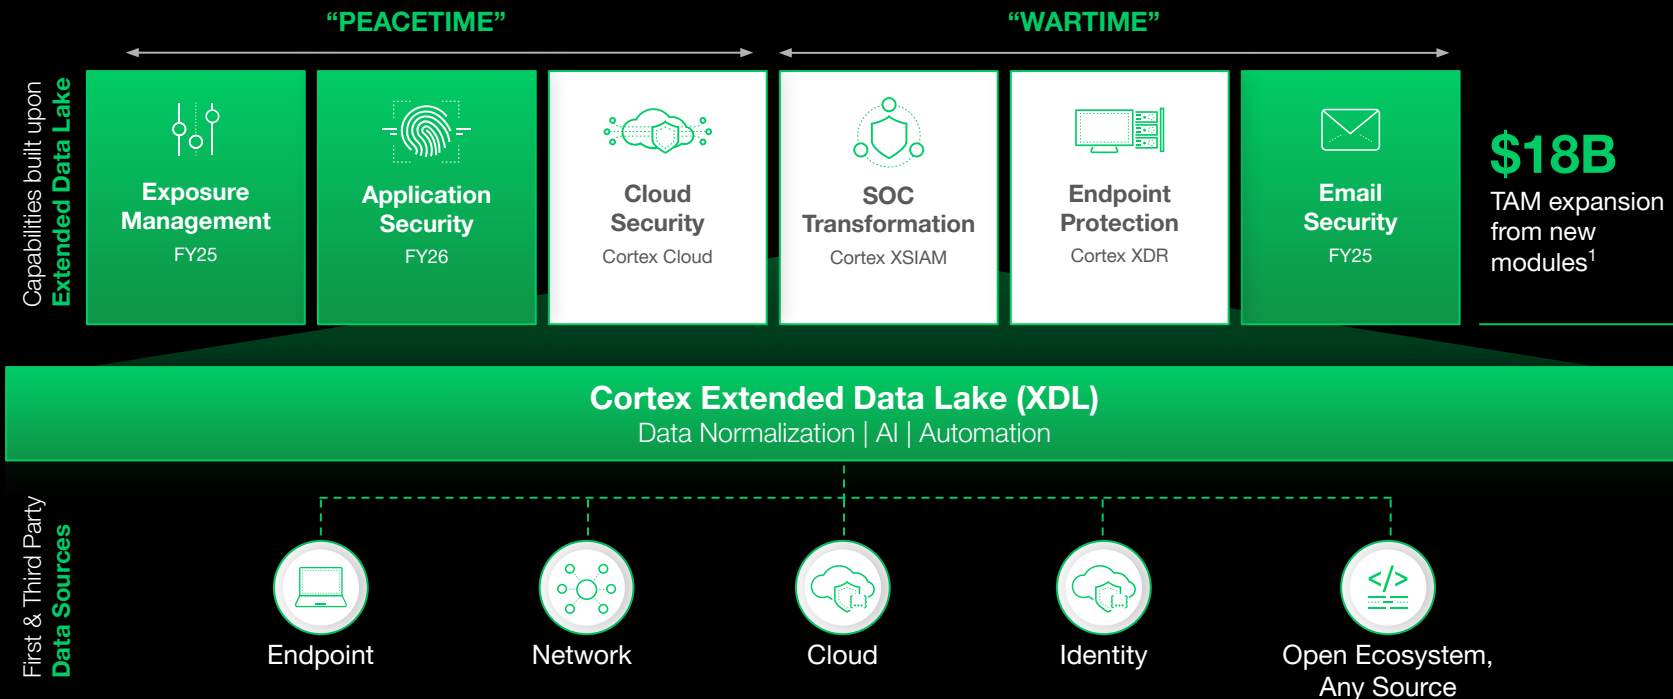 “PEACETIME”
“WARTIME”
Capabilities built upon
Extended Data Lake
Exposure
Management
FY25
Application
Security
FY26
Cloud
Security
Cortex Cloud
SOC
Transformation
Cortex XSIAM
Endpoint
Protection
Cortex XDR
Email
Security
FY25
$18B
TAM expansion
from new
modules¹
Cortex Extended Data Lake (XDL)
Data Normalization | AI | Automation
First & Third Party
Data Sources
Endpoint
Network
Cloud
Identity
</>
Open Ecosystem,
Any Source